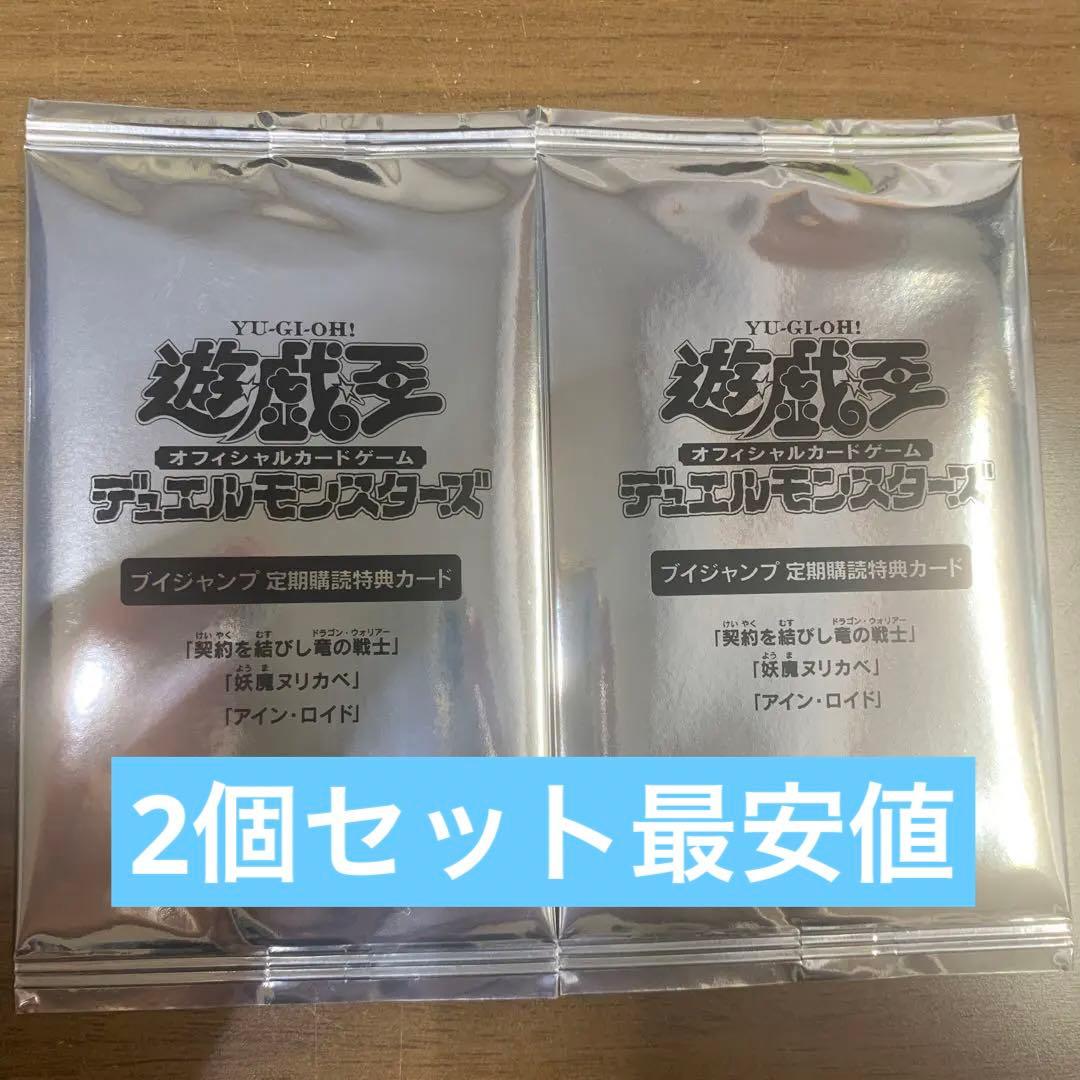 YU-GI-OH!
遊戯王
オフィシャルカードゲーム
デュエルモンスターズ
ブイジャンプ 定期購読特典カード
けいやく むす ドラゴン・ウォリアー
「契約を結びし竜の戦士」
ようま
「妖魔ヌリカベ」
「アイン・ロイド」
YU-GI-OH!
遊戯王
オフィシャルカードゲーム
デュエルモンスターズ
ブイジャンプ 定期購読特典カード
けいやく むす ドラゴン・ウォリアー
「契約を結びし竜の戦士」
ようま
「妖魔ヌリカベ」
「アイン・ロイド」
2個セット最安値